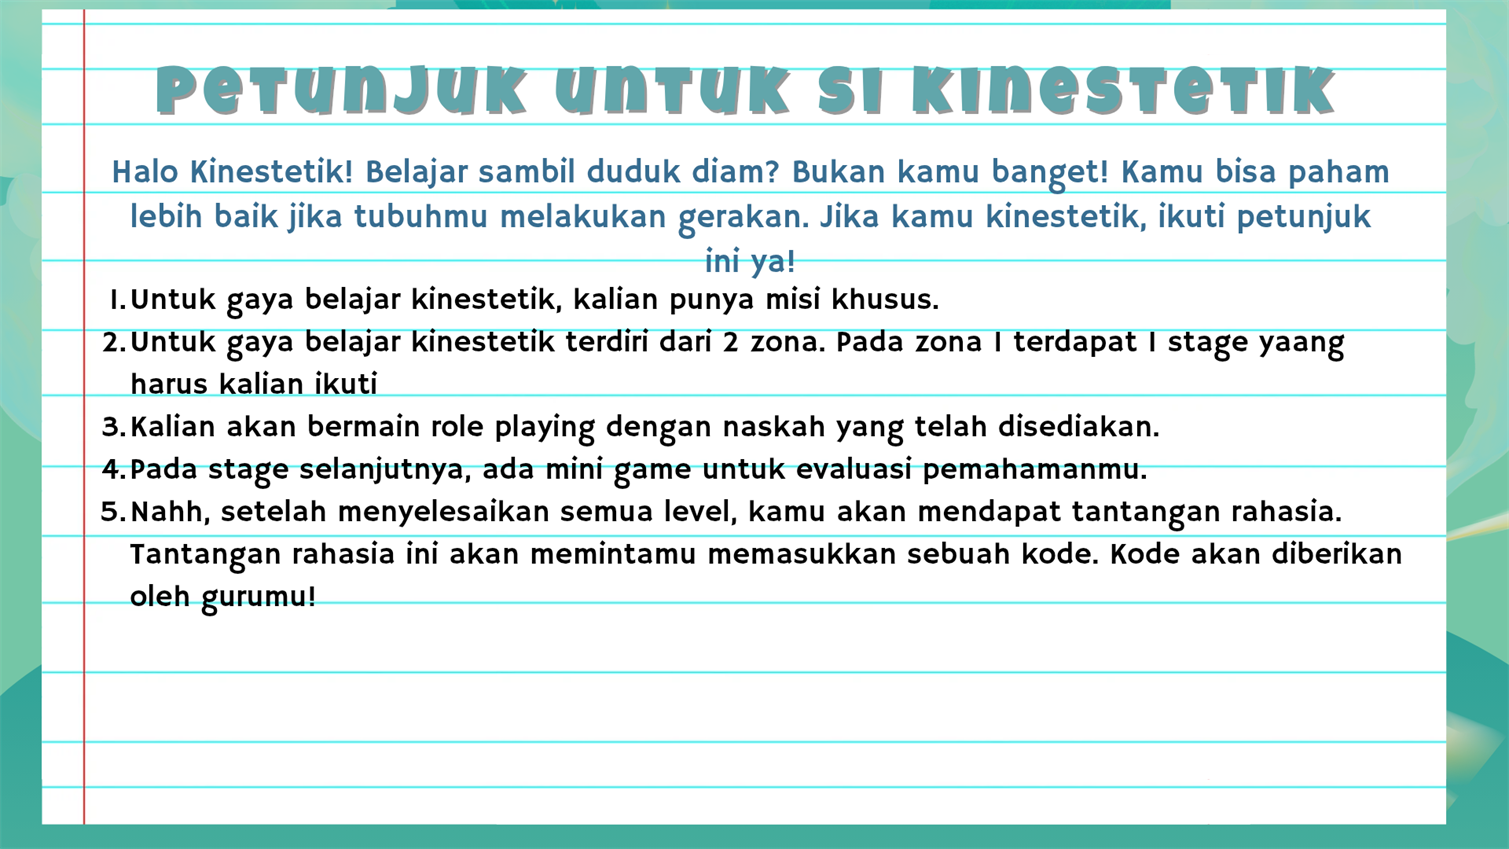 PETUNJUK UNTUK SI KINESTETIK
Halo Kinestetik! Belajar sambil duduk diam? Bukan kamu banget! Kamu bisa paham
lebih baik jika tubuhmu melakukan gerakan. Jika kamu kinestetik, ikuti petunjuk
ini ya!
1. Untuk gaya belajar kinestetik, kalian punya misi khusus.
2. Untuk gaya belajar kinestetik terdiri dari 2 zona. Pada zona 1 terdapat 1 stage yaang
harus kalian ikuti
3. Kalian akan bermain role playing dengan naskah yang telah disediakan.
4. Pada stage selanjutnya, ada mini game untuk evaluasi pemahamanmu.
5. Nahh, setelah menyelesaikan semua level, kamu akan mendapat tantangan rahasia.
Tantangan rahasia ini akan memintamu memasukkan sebuah kode. Kode akan diberikan
oleh gurumu!